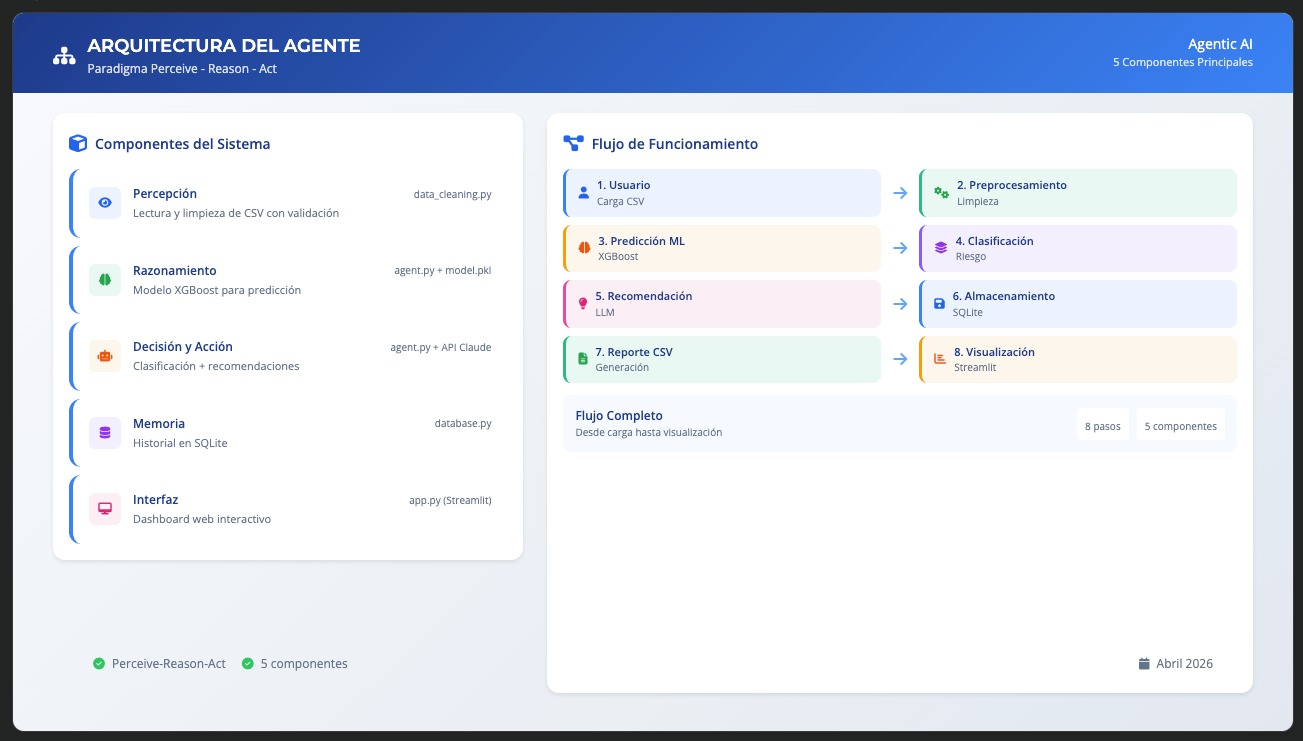 ARQUITECTURA DEL AGENTE
Paradigma Perceive - Reason - Act
Agentic AI
5 Componentes Principales
Componentes del Sistema
Percepción
data_cleaning.py
Lectura y limpieza de CSV con validación
Razonamiento
agent.py + model.pkl
Modelo XGBoost para predicción
Decisión y Acción
agent.py + API Claude
Clasificación + recomendaciones
Memoria
database.py
Historial en SQLite
Interfaz
app.py (Streamlit)
Dashboard web interactivo
Flujo de Funcionamiento
1. Usuario
Carga CSV
2. Preprocesamiento
Limpieza
3. Predicción ML
XGBoost
4. Clasificación
Riesgo
5. Recomendación
LLM
6. Almacenamiento
SQLite
7. Reporte CSV
Generación
8. Visualización
Streamlit
Flujo Completo
Desde carga hasta visualización
8 pasos
5 componentes
Perceive-Reason-Act
5 componentes
Abril 2026